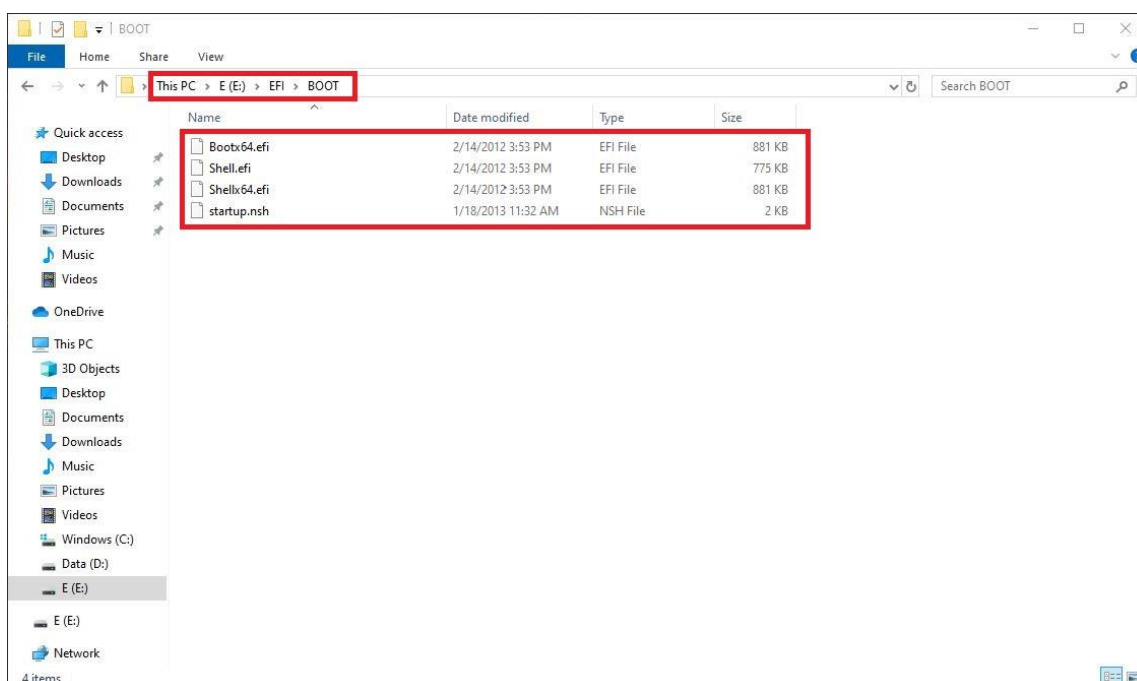 BOOT
File Home Share View
This PC > E (E:) > EFI > BOOT
Search BOOT
Name Date modified Type Size
Quick access
Desktop
Downloads
Documents
Pictures
Music
Videos
OneDrive
This PC
3D Objects
Desktop
Documents
Downloads
Music
Pictures
Videos
Windows (C:)
Data (D:)
E (E:)
E (E:)
Network
Bootx64.efi 2/14/2012 3:53 PM EFI File 881 KB
Shell.efi 2/14/2012 3:53 PM EFI File 775 KB
Shellx64.efi 2/14/2012 3:53 PM EFI File 881 KB
startup.nsh 1/18/2013 11:32 AM NSH File 2 KB
4 items